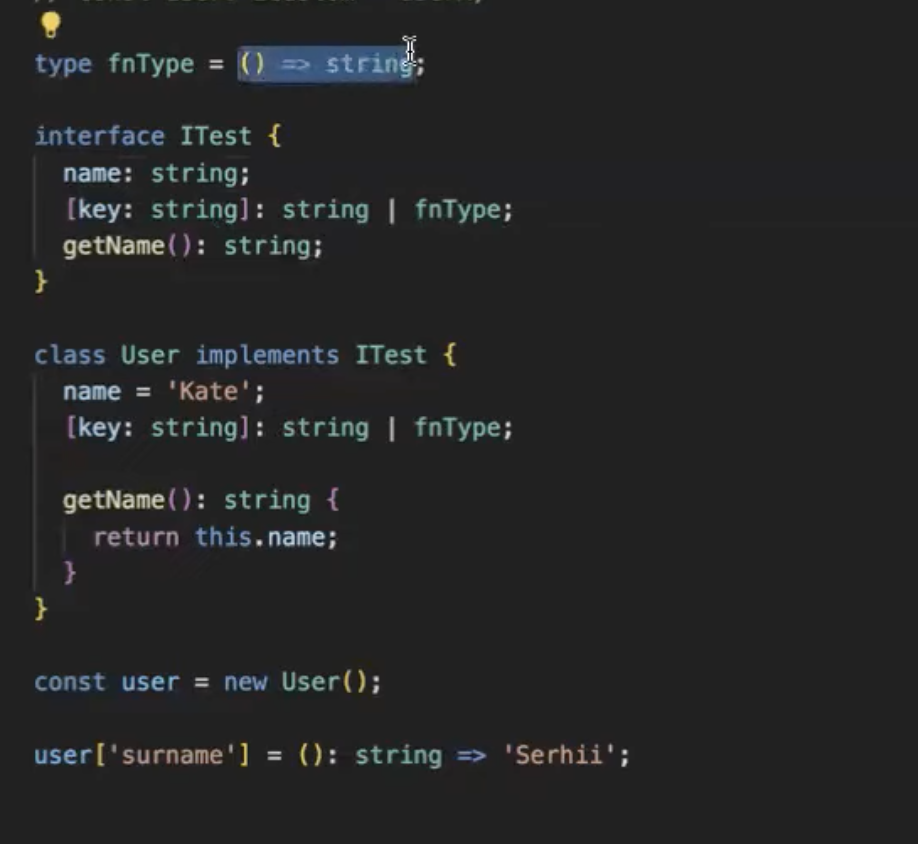 type fnType = () => string;
interface ITest {
name: string;
[key: string]: string | fnType;
getName(): string;
}
class User implements ITest {
name = 'Kate';
[key: string]: string | fnType;
getName(): string {
return this.name;
}
}
const user = new User();
user['surname'] = (): string => 'Serhii';